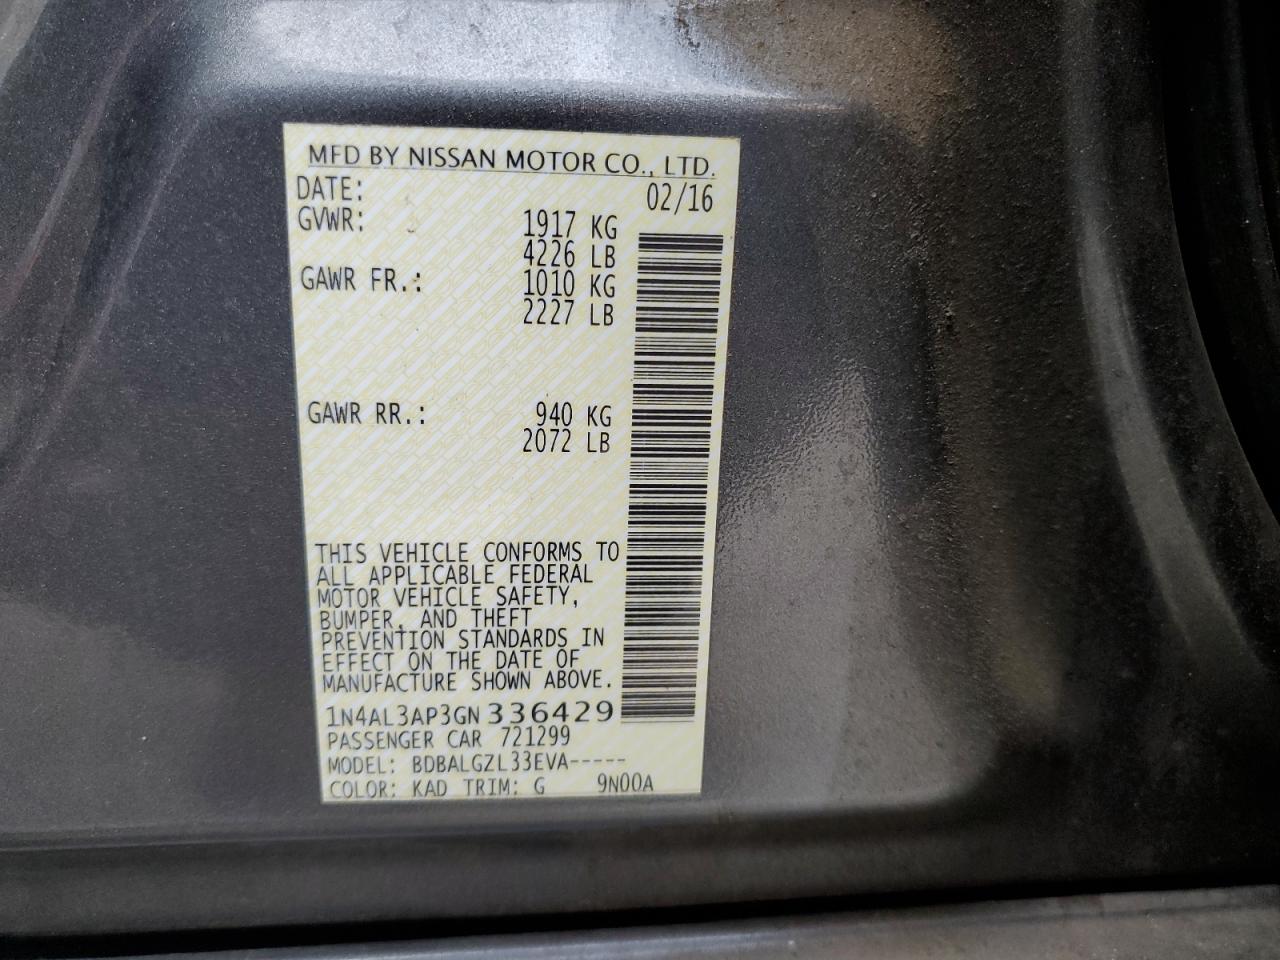 MFD BY NISSAN MOTOR CO., LTD.
DATE: 02/16
GVWR: 1917 KG
4226 LB
GAWR FR.: 1010 KG
2227 LB
GAWR RR.: 940 KG
2072 LB
THIS VEHICLE CONFORMS TO
ALL APPLICABLE FEDERAL
MOTOR VEHICLE SAFETY,
BUMPER, AND THEFT
PREVENTION STANDARDS IN
EFFECT ON THE DATE OF
MANUFACTURE SHOWN ABOVE.
1N4AL3AP3GN336429
PASSENGER CAR 721299
MODEL: BDBALGZL33EVA-----
COLOR: KAD TRIM: G 9N00A